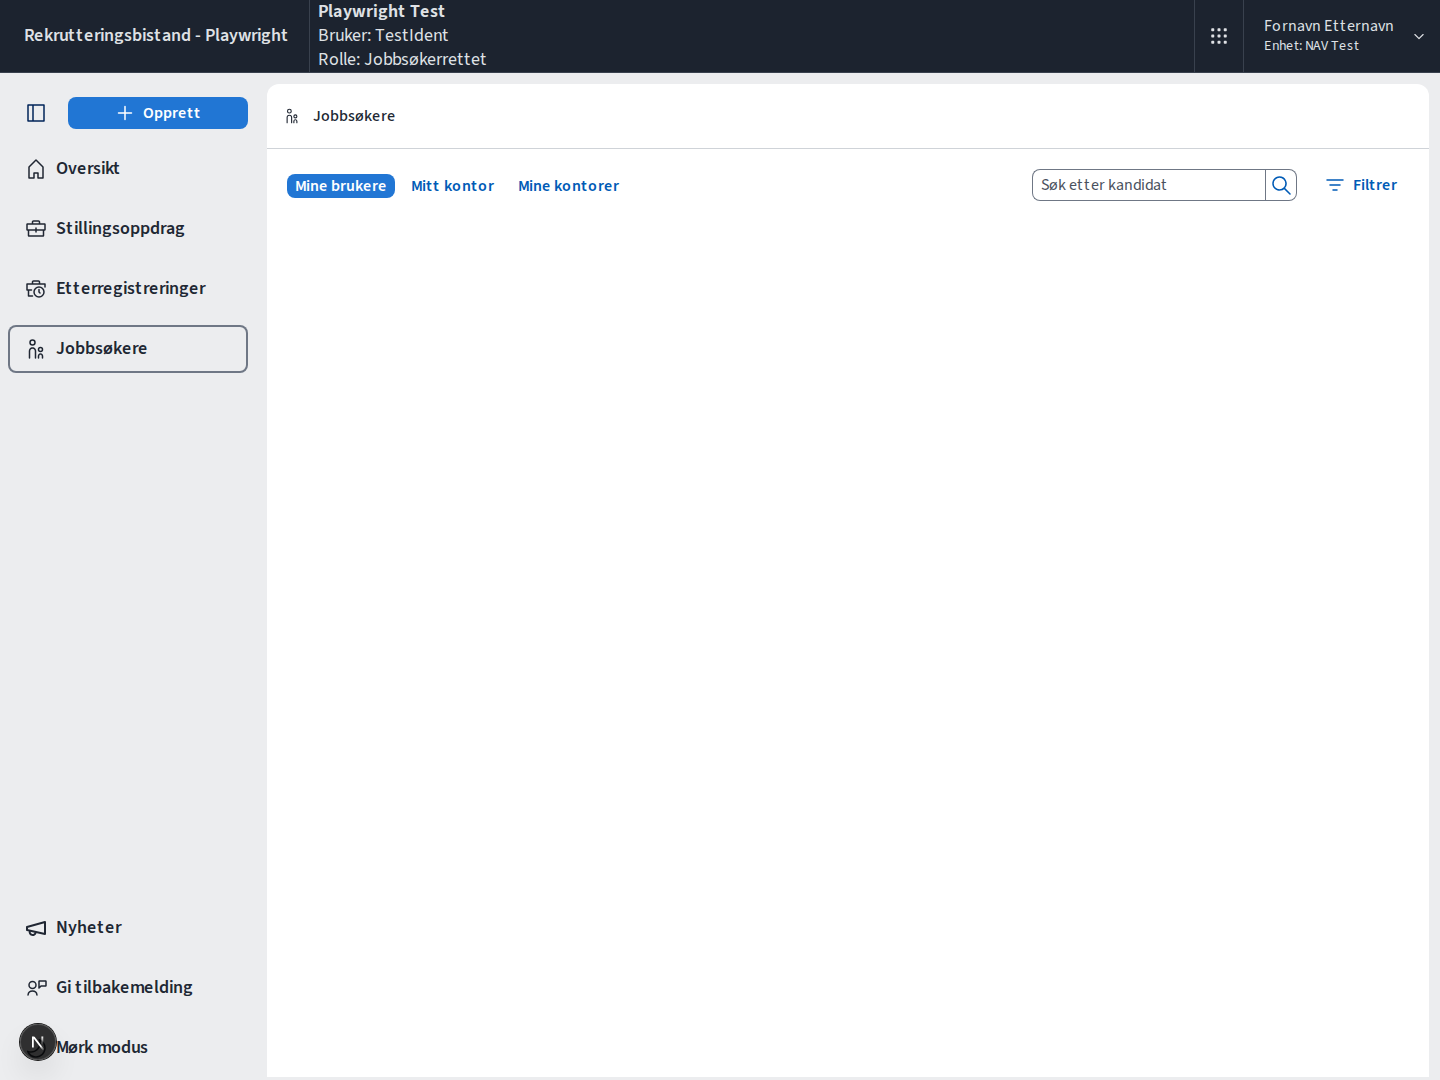 Rekrutteringsbistand - Playwright
Playwright Test
Bruker: TestIdent
Rolle: Jobbsøkerrettet
Fornavn Etternavn
Enhet: NAV Test
Opprett
Oversikt
Stillingsoppdrag
Etterregistreringer
Jobbsøkere
Jobbsøkere
Mine brukere
Mitt kontor
Mine kontorer
Søk etter kandidat
Filtrer
Nyheter
Gi tilbakemelding
N
Mørk modus